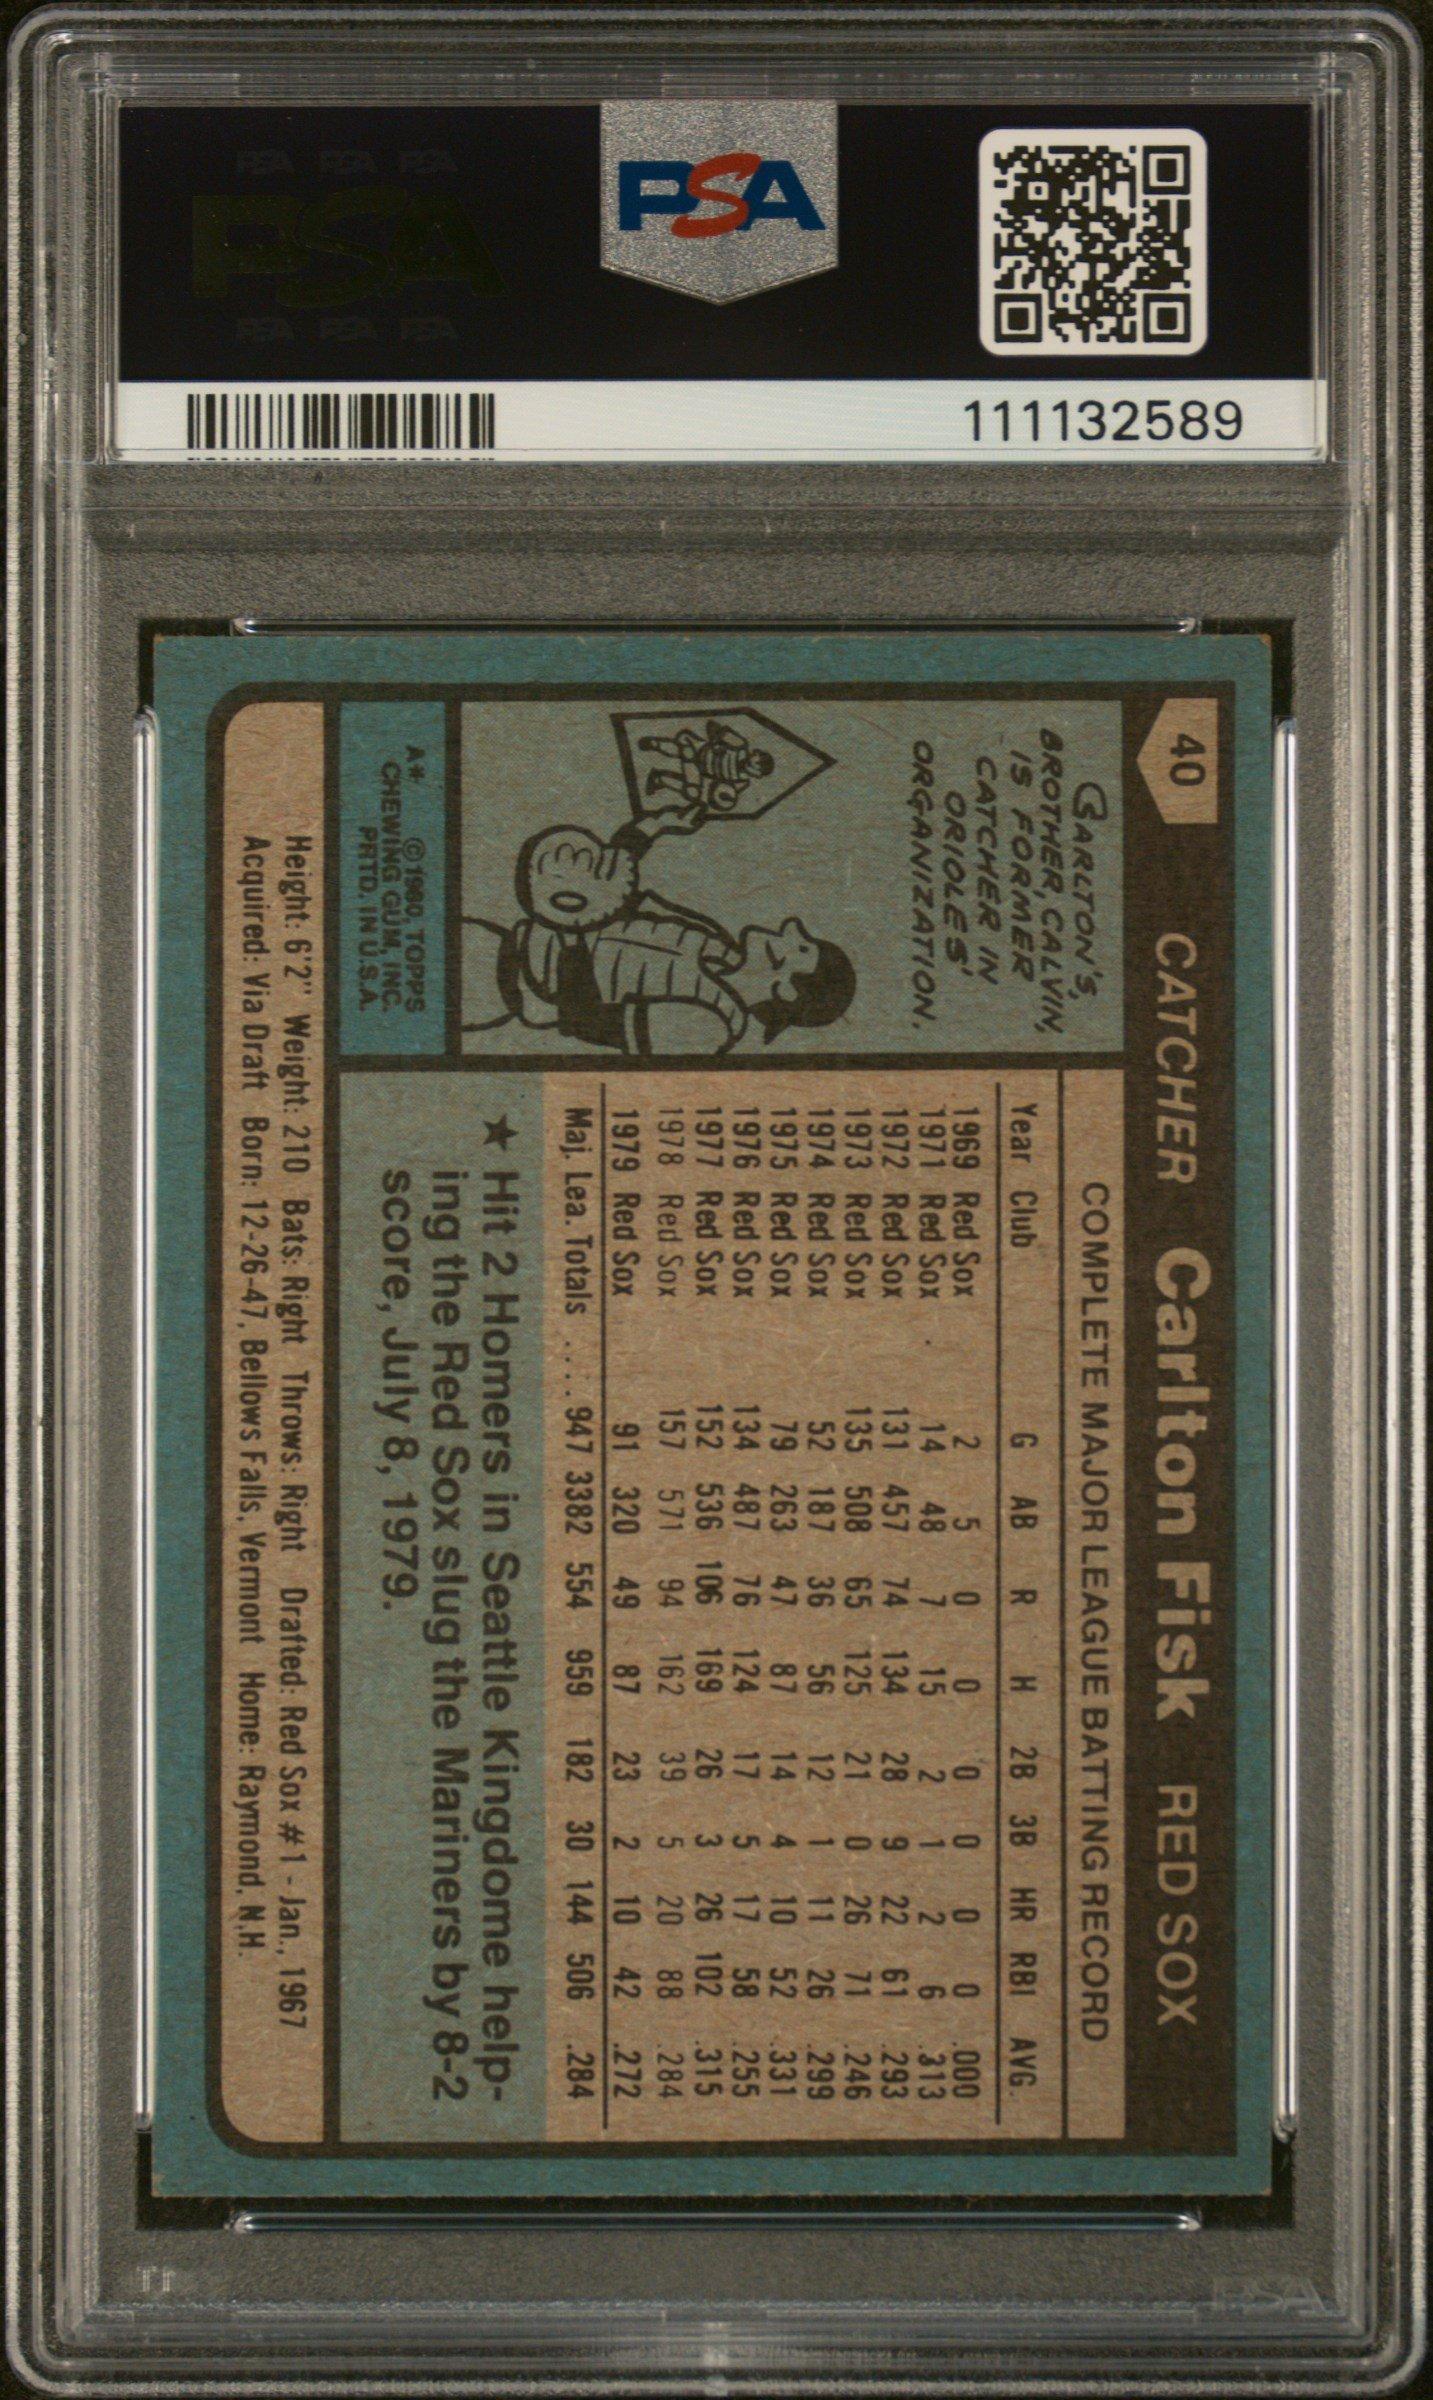 PSA PSA PSA
PSA
PSA PSA PSA
PSA
111132589
40 CATCHER Carlton Fisk RED SOX
CARLTON'S
BROTHER, CALVIN,
IS FORMER
CATCHER IN
ORIOLES'
ORGANIZATION.
A* © 1980, TOPPS
CHEWING GUM, INC.
PRTD. IN U.S.A.
COMPLETE MAJOR LEAGUE BATTING RECORD
Year Club G AB R H 2B 3B HR RBI AVG.
1969 Red Sox 2 5 0 0 0 0 0 0 .000
1971 Red Sox 14 48 7 15 2 1 2 6 .313
1972 Red Sox 131 457 74 134 28 9 22 61 .293
1973 Red Sox 135 508 65 125 21 0 26 71 .246
1974 Red Sox 52 187 36 56 12 1 11 26 .299
1975 Red Sox 79 263 47 87 14 4 10 52 .331
1976 Red Sox 134 487 76 124 17 5 17 58 .255
1977 Red Sox 152 536 106 169 26 3 26 102 .315
1978 Red Sox 157 571 94 162 39 5 20 88 .284
1979 Red Sox 91 320 49 87 23 2 10 42 .272
Maj. Lea. Totals ..... 947 3382 554 959 182 30 144 506 .284
★ Hit 2 Homers in Seattle Kingdome help-
ing the Red Sox slug the Mariners by 8-2
score, July 8, 1979.
Height: 6'2" Weight: 210 Bats: Right Throws: Right Drafted: Red Sox #1 - Jan., 1967
Acquired: Via Draft Born: 12-26-47, Bellows Falls, Vermont Home: Raymond, N.H.
PSA